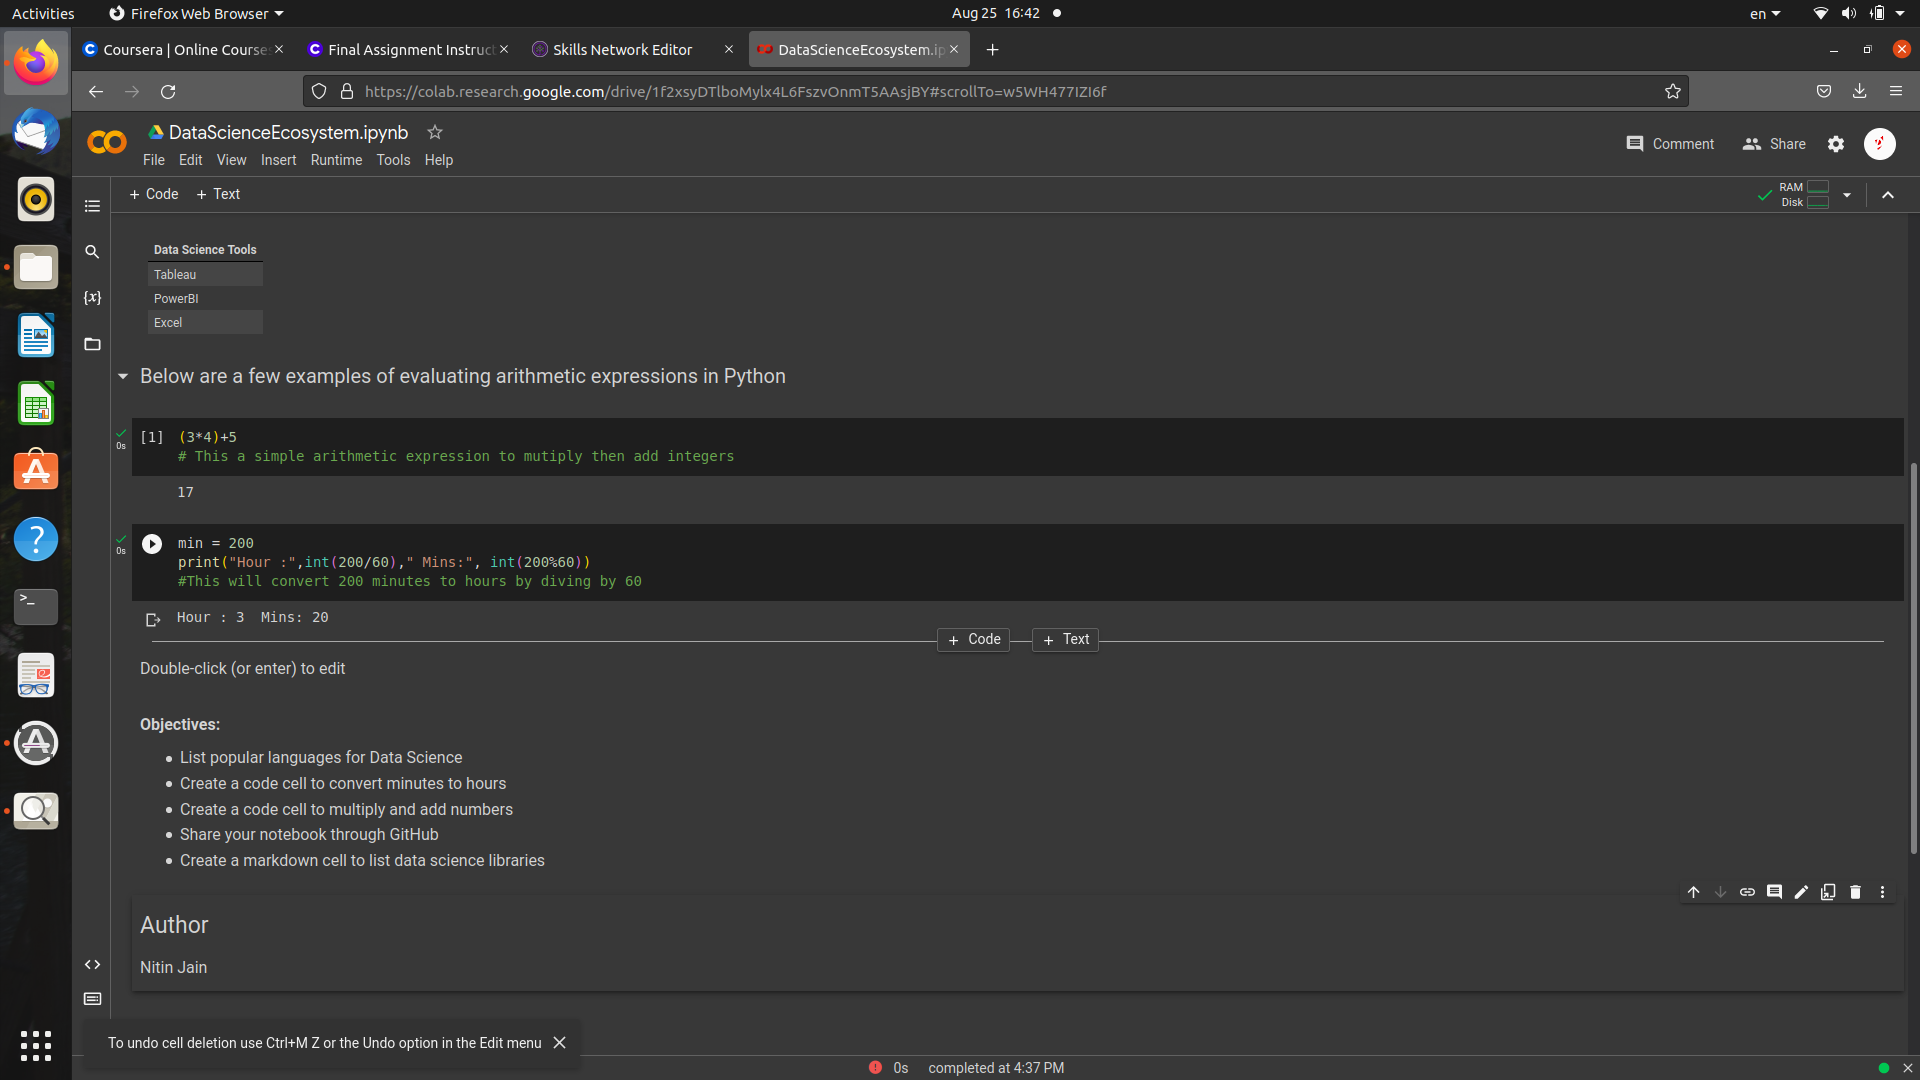 Activities
Firefox Web Browser
Aug 25 16:42
en
Coursera | Online Course
Final Assignment Instruct
Skills Network Editor
DataScienceEcosystem.ip
https://colab.research.google.com/drive/1f2xsyDTlboMylx4L6FszvOnmT5AAsjBY#scrollTo=w5WH477IZI6f
DataScienceEcosystem.ipynb
File Edit View Insert Runtime Tools Help
Comment
Share
+ Code + Text
RAM
Disk
Data Science Tools
Tableau
PowerBI
Excel
{x}
Below are a few examples of evaluating arithmetic expressions in Python
0s
[1] (3*4)+5
# This a simple arithmetic expression to mutiply then add integers
17
0s
min = 200
print("Hour :",int(200/60)," Mins:", int(200%60))
#This will convert 200 minutes to hours by diving by 60
Hour : 3  Mins: 20
+ Code + Text
Double-click (or enter) to edit
Objectives:
List popular languages for Data Science
Create a code cell to convert minutes to hours
Create a code cell to multiply and add numbers
Share your notebook through GitHub
Create a markdown cell to list data science libraries
Author
Nitin Jain
To undo cell deletion use Ctrl+M Z or the Undo option in the Edit menu
0s completed at 4:37 PM